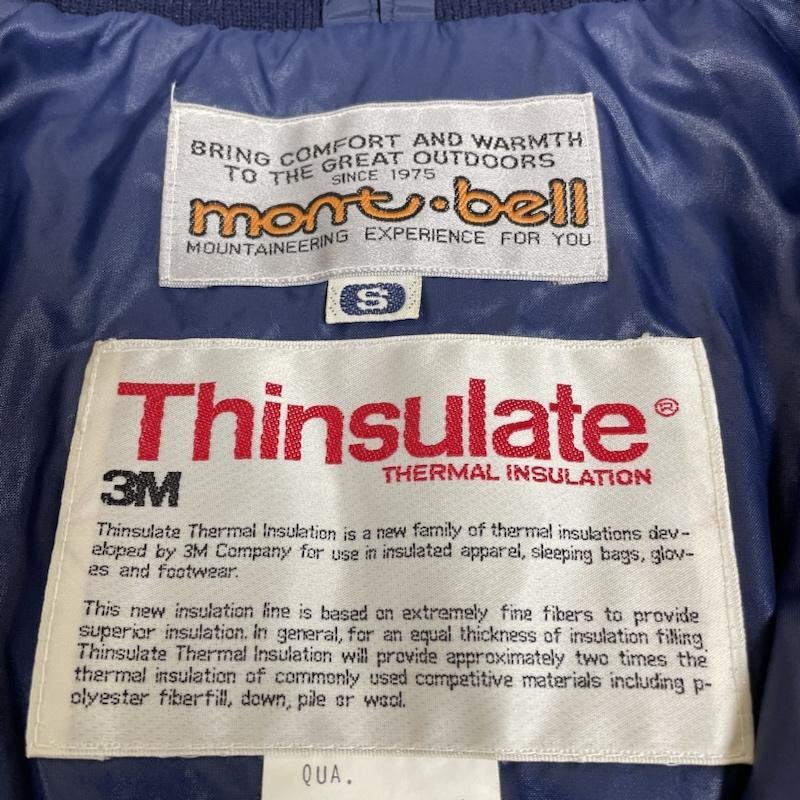 BRING COMFORT AND WARMTH
TO THE GREAT OUTDOORS
SINCE 1975
mont·bell
MOUNTAINEERING EXPERIENCE FOR YOU
S
Thinsulate®
THERMAL INSULATION
3M
Thinsulate Thermal Insulation is a new family of thermal insulations dev-
eloped by 3M Company for use in insulated apparel, sleeping bags, glov-
es and footwear.
This new insulation line is based on extremely fine fibers to provide
superior insulation. In general, for an equal thickness of insulation filling,
Thinsulate Thermal Insulation will provide approximately two times the
thermal insulation of commonly used competitive materials including p-
olyester fiberfill, down, pile or wool.
QUA.